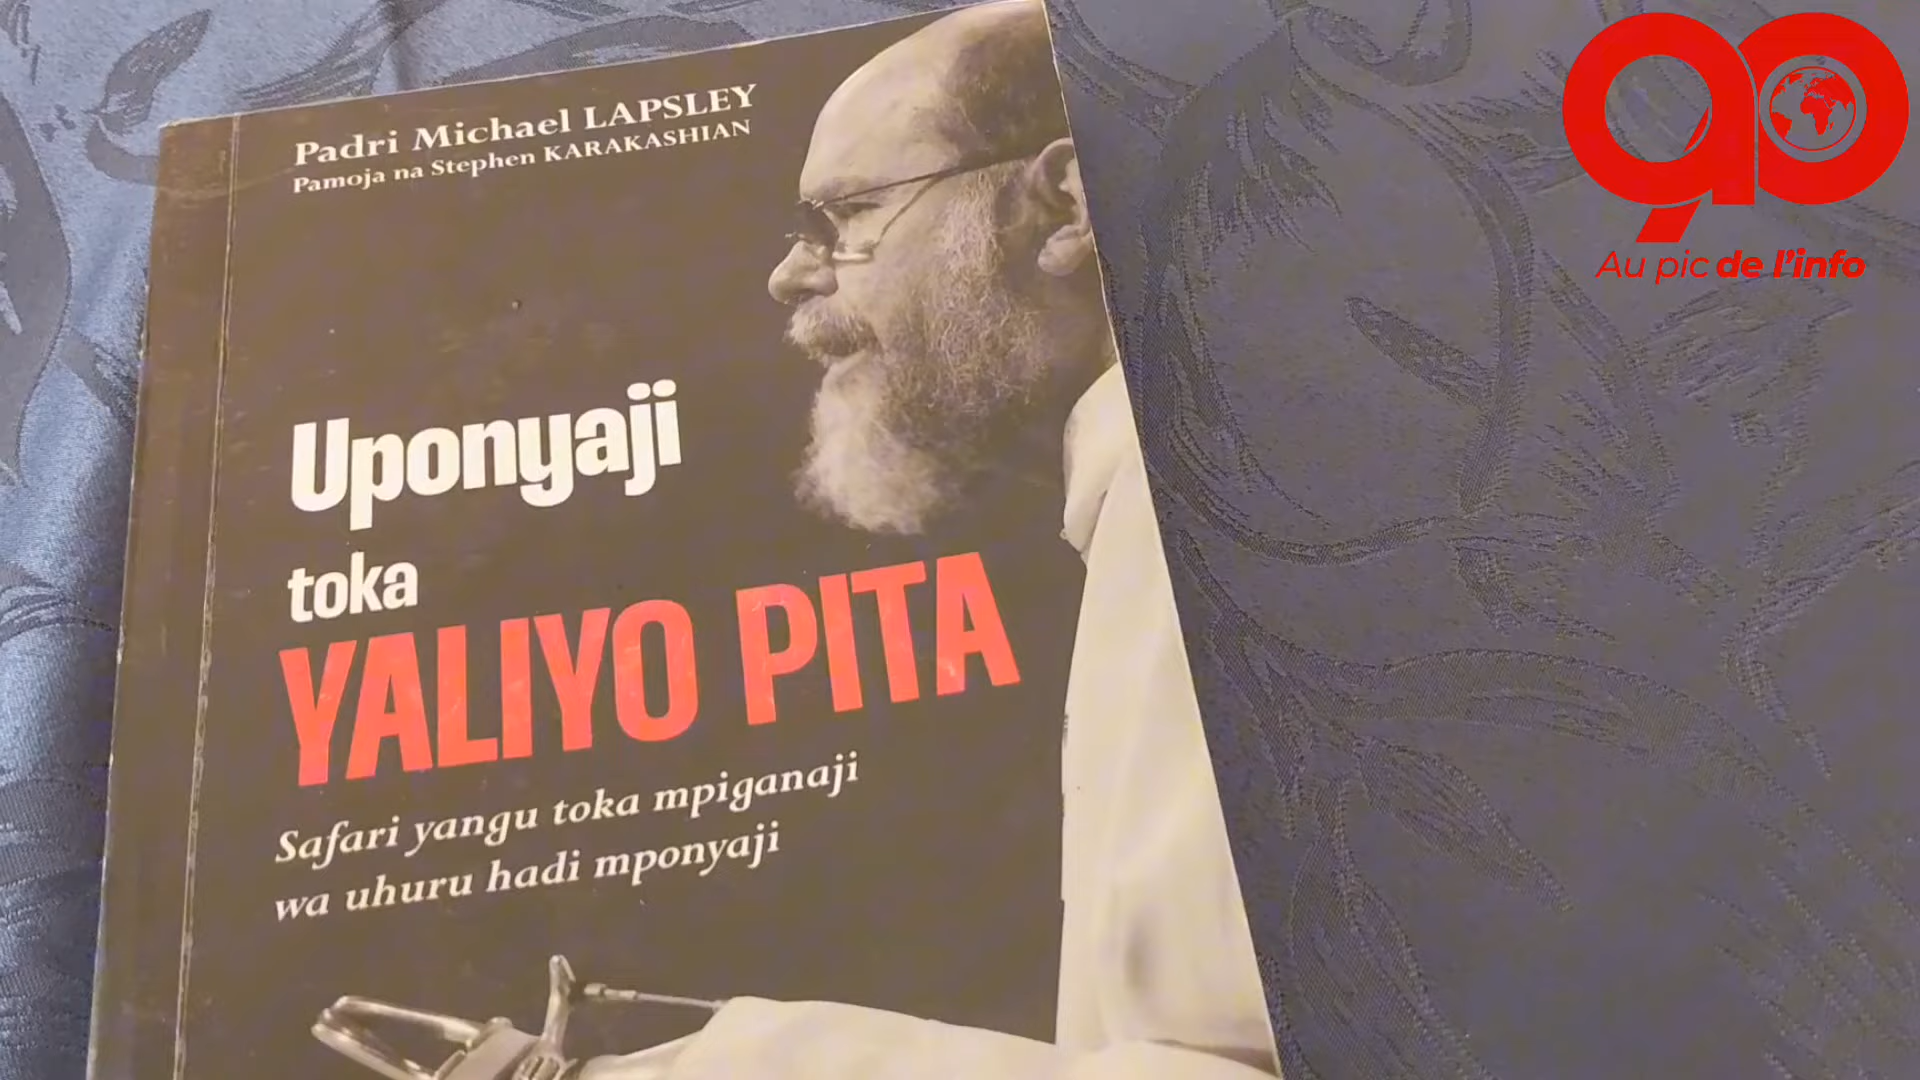 Padri Michael LAPSLEY
Pamoja na Stephen KARAKASHIAN
Uponyaji
toka
YALIYO PITA
Safari yangu toka mpiganaji
wa uhuru hadi mponyaji
Au pic de l'info